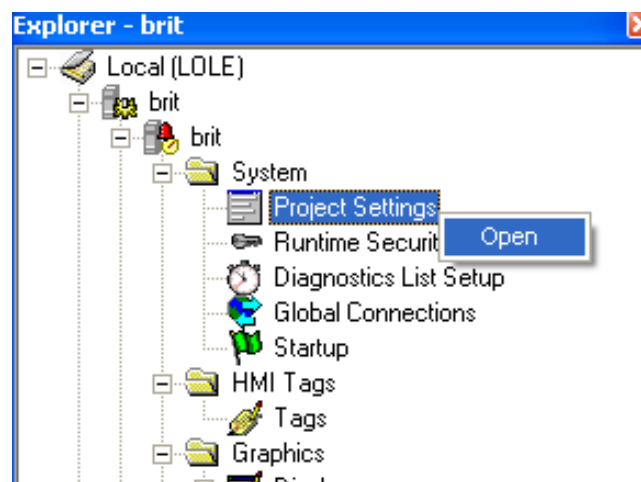 Explorer - brit
Local (LOLE)
brit
brit
System
Project Settings
Open
Runtime Securit
Diagnostics List Setup
Global Connections
Startup
HMI Tags
Tags
Graphics